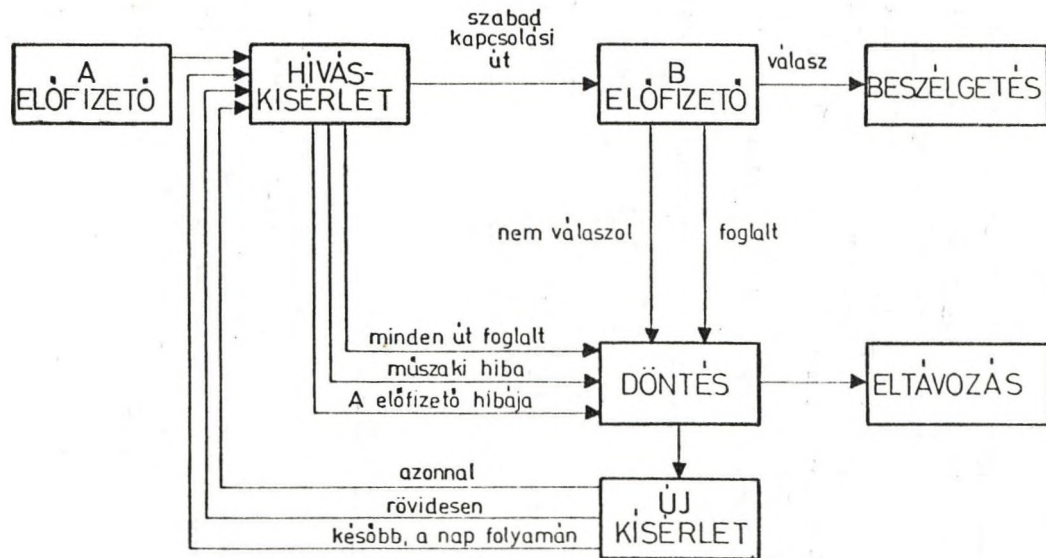 A
ELŐFIZETŐ
HÍVÁS-
KISÉRLET
szabad
kapcsolási
út
B
ELŐFIZETŐ
válasz
BESZÉLGETÉS
nem válaszol
foglalt
minden út foglalt
műszaki hiba
A előfizető hibája
DÖNTÉS
ELTÁVOZÁS
azonnal
rövidesen
később, a nap folyamán
ÚJ
KÍSÉRLET